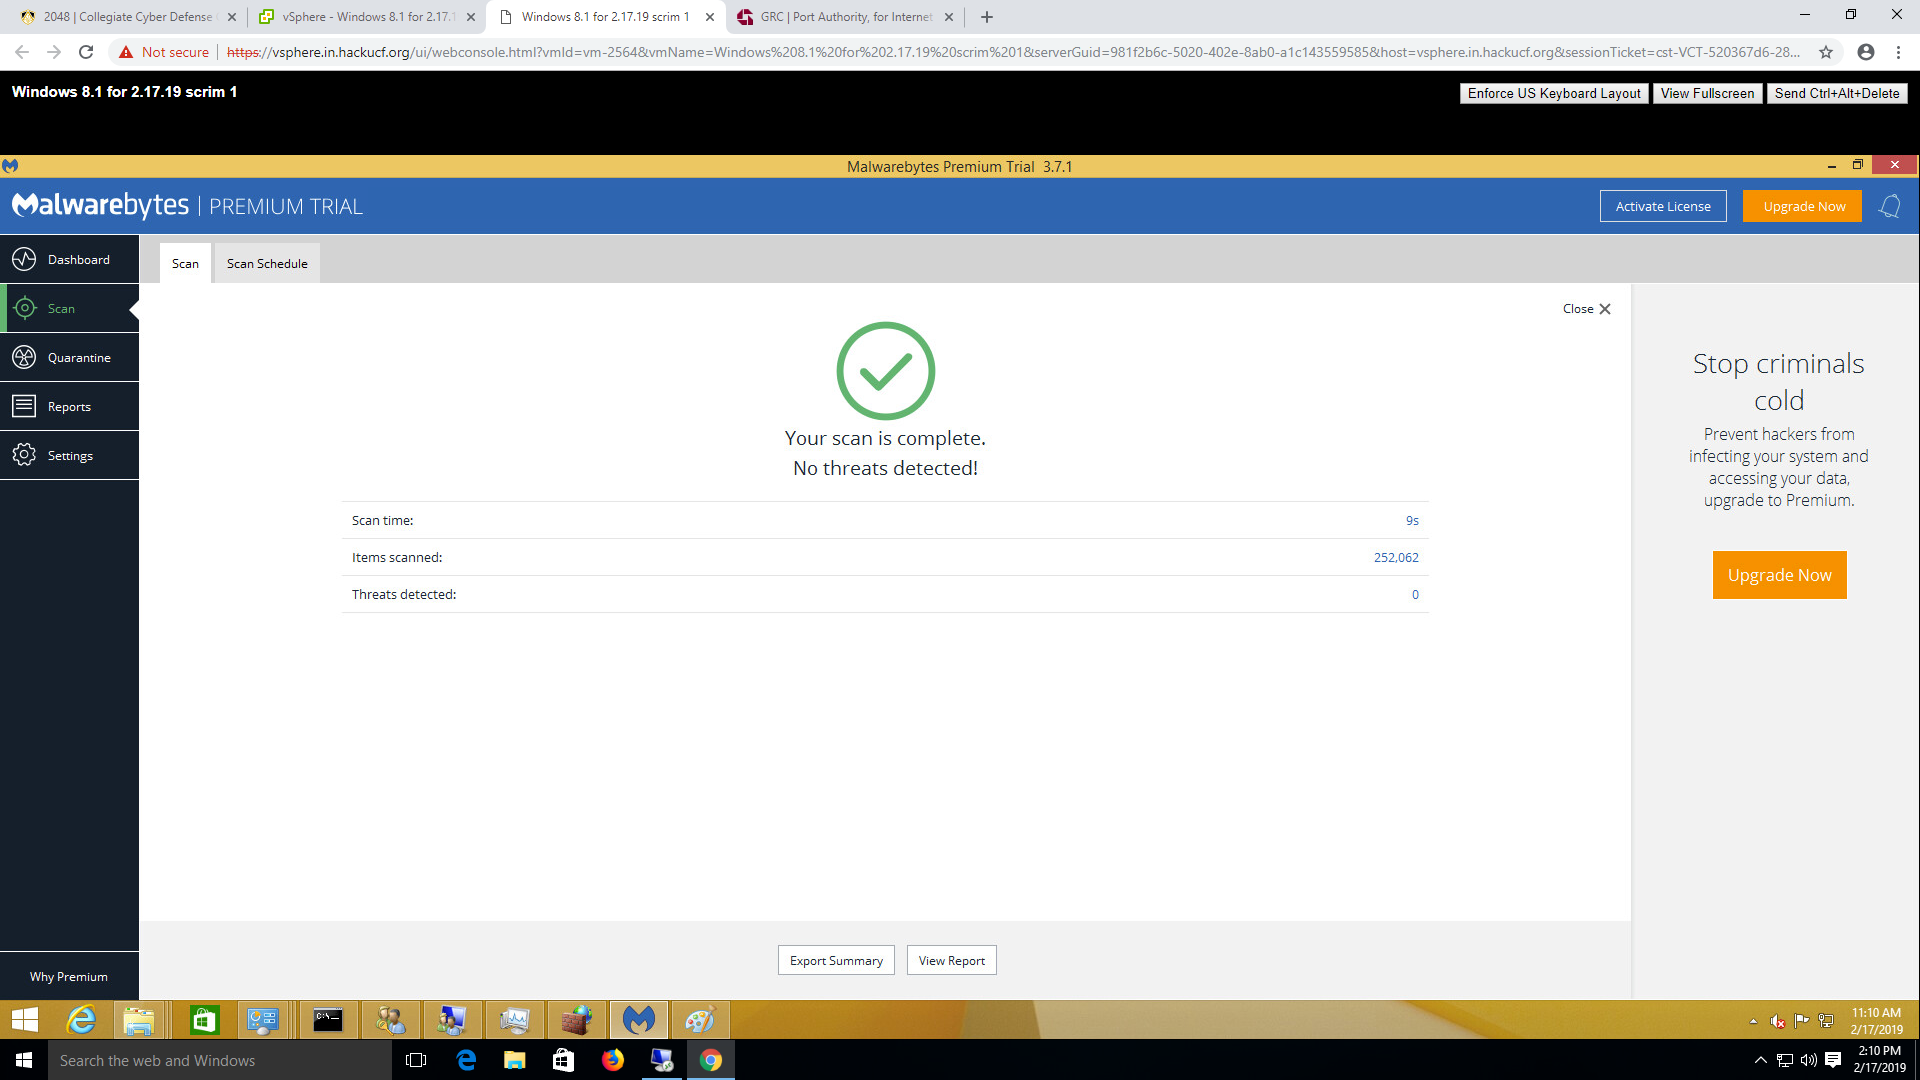 2048 | Collegiate Cyber Defense
vSphere - Windows 8.1 for 2.17.1
Windows 8.1 for 2.17.19 scrim 1
GRC | Port Authority, for Internet
Not secure
https://vsphere.in.hackucf.org/ui/webconsole.html?vmId=vm-2564&vmName=Windows%208.1%20for%202.17.19%20scrim%201&serverGuid=981f2b6c-5020-402e-8ab0-a1c143559585&host=vsphere.in.hackucf.org&sessionTicket=cst-VCT-520367d6-28...
Windows 8.1 for 2.17.19 scrim 1
Enforce US Keyboard Layout
View Fullscreen
Send Ctrl+Alt+Delete
Malwarebytes Premium Trial 3.7.1
Malwarebytes | PREMIUM TRIAL
Activate License
Upgrade Now
Dashboard
Scan
Quarantine
Reports
Settings
Why Premium
Scan
Scan Schedule
Close
Your scan is complete.
No threats detected!
Scan time: 9s
Items scanned: 252,062
Threats detected: 0
Export Summary
View Report
Stop criminals
cold
Prevent hackers from
infecting your system and
accessing your data,
upgrade to Premium.
Upgrade Now
C:\._
11:10 AM
2/17/2019
Search the web and Windows
2:10 PM
2/17/2019